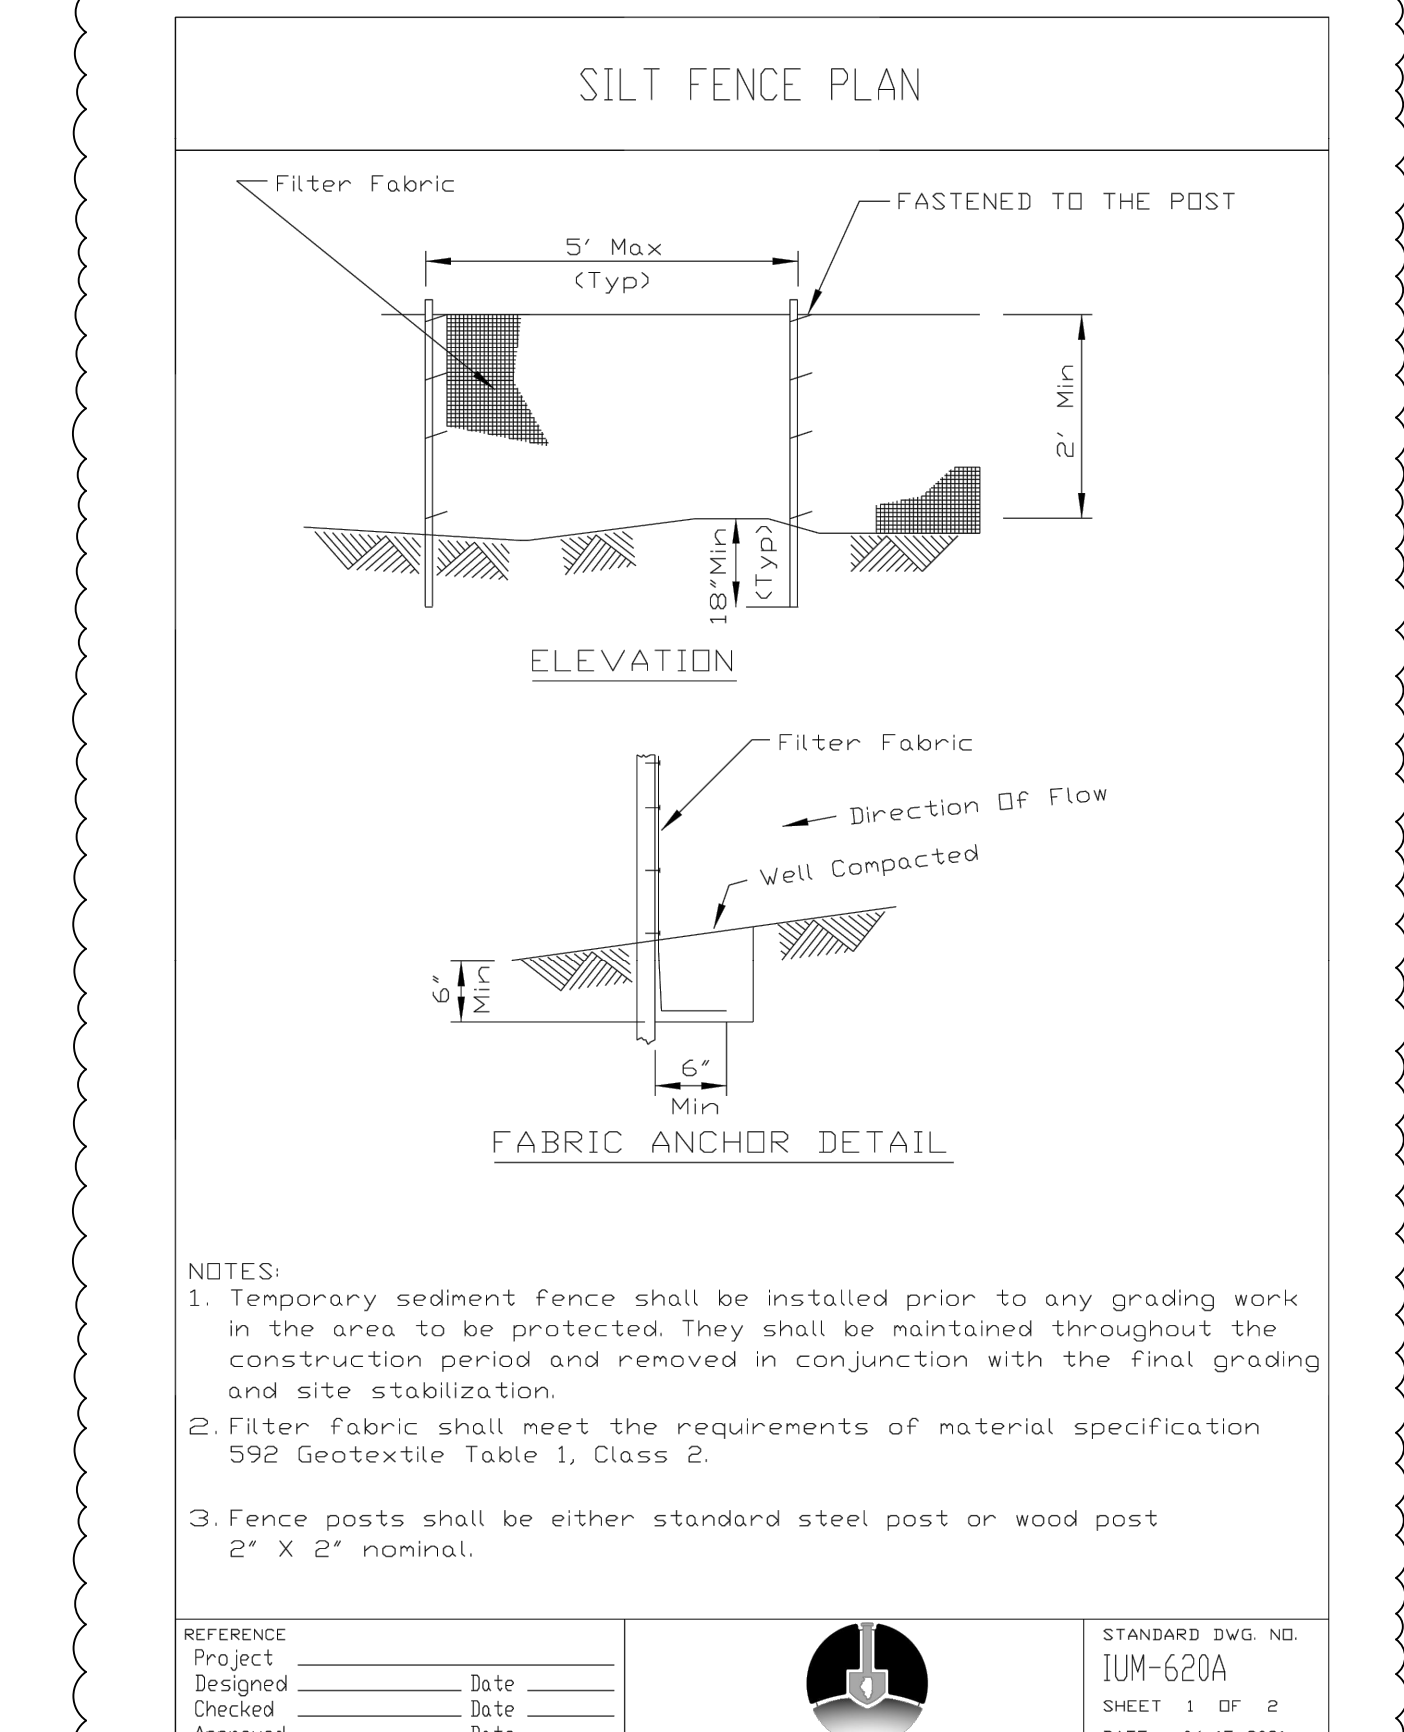 SILT FENCE PLAN
Filter Fabric
FASTENED TO THE POST
5' Max
(Typ)
2' Min
18"Min
(Typ)
ELEVATION
Filter Fabric
Direction Of Flow
Well Compacted
6"
Min
6"
Min
FABRIC ANCHOR DETAIL
NOTES:
1. Temporary sediment fence shall be installed prior to any grading work
in the area to be protected. They shall be maintained throughout the
construction period and removed in conjunction with the final grading
and site stabilization.
2. Filter fabric shall meet the requirements of material specification
592 Geotextile Table 1, Class 2.
3. Fence posts shall be either standard steel post or wood post
2" X 2" nominal.
REFERENCE
Project
Designed Date
Checked Date
Approved Date
STANDARD DWG. NO.
IUM-620A
SHEET 1 OF 2
DATE